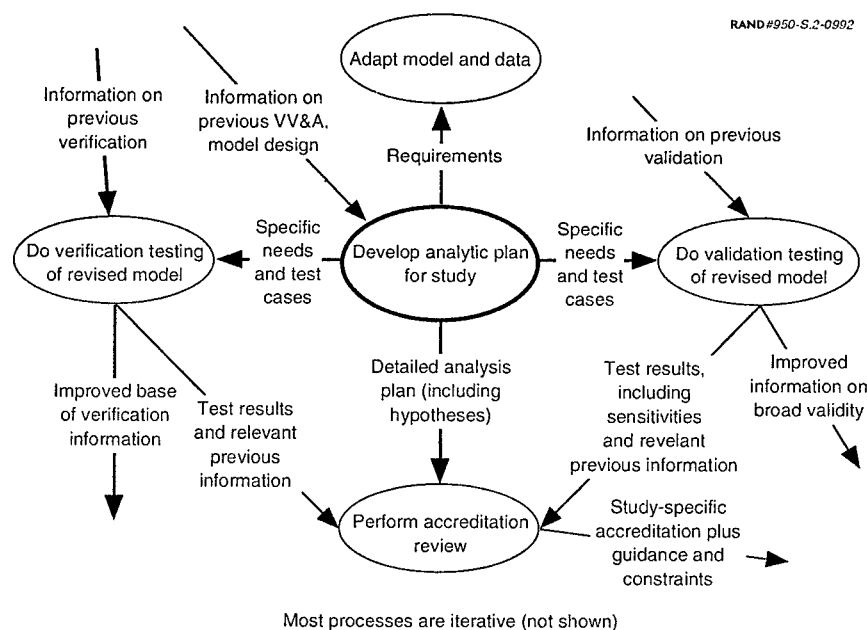 RAND#950-S.2-0992
Adapt model and data
Information on
previous
verification
Information on
previous VV&A,
model design
Requirements
Information on previous
validation
Do verification testing
of revised model
Specific
needs
and test
cases
Develop analytic plan
for study
Specific
needs
and test
cases
Do validation testing
of revised model
Improved base
of verification
information
Test results
and relevant
previous
information
Detailed analysis
plan (including
hypotheses)
Test results,
including
sensitivities
and revelant
previous information
Improved
information on
broad validity
Perform accreditation
review
Study-specific
accreditation plus
guidance and
constraints
Most processes are iterative (not shown)